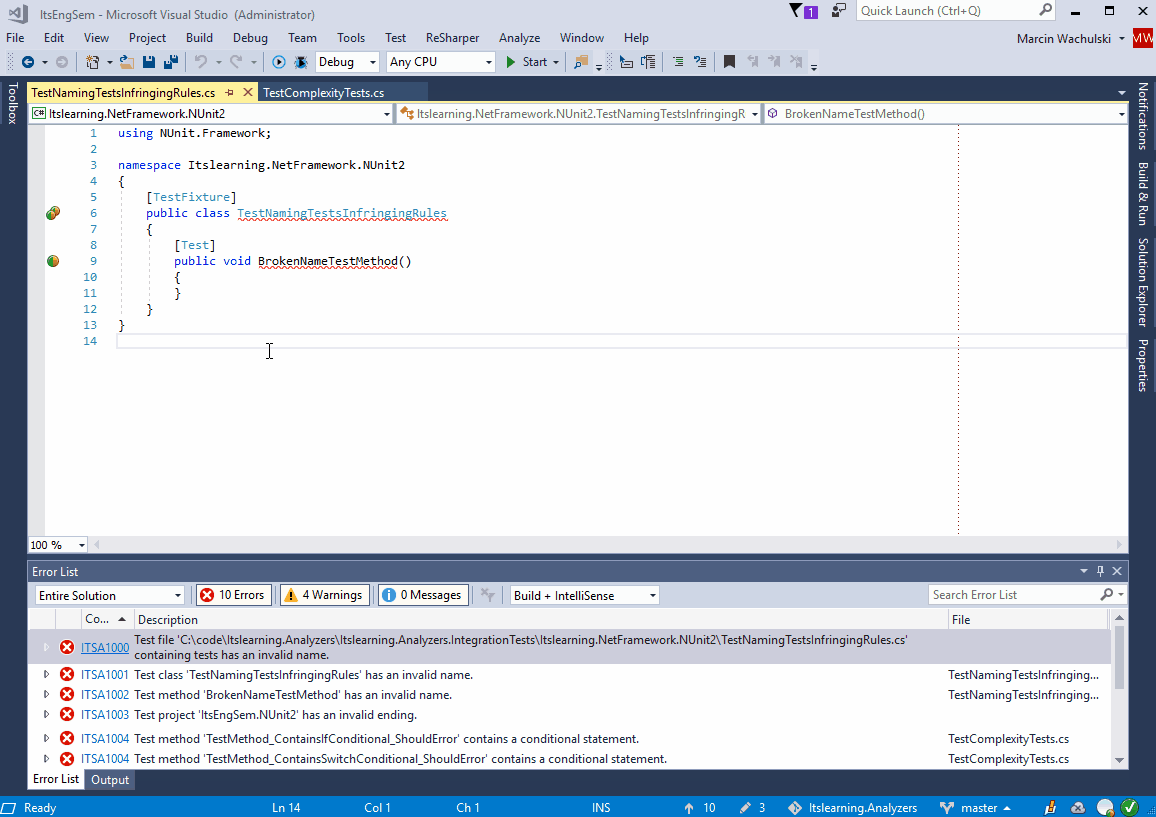 ItsEngSem - Microsoft Visual Studio (Administrator)
1
Quick Launch (Ctrl+Q)
File Edit View Project Build Debug Team Tools Test ReSharper Analyze Window Help
Marcin Wachulski MW
Debug Any CPU Start
Toolbox
TestNamingTestsInfringingRules.cs TestComplexityTests.cs
C# Itslearning.NetFramework.NUnit2 Itslearning.NetFramework.NUnit2.TestNamingTestsInfringingR BrokenNameTestMethod()
1 using NUnit.Framework;
2
3 namespace Itslearning.NetFramework.NUnit2
4 {
5 [TestFixture]
6 public class TestNamingTestsInfringingRules
7 {
8 [Test]
9 public void BrokenNameTestMethod()
10 {
11 }
12 }
13 }
14
Notifications
Build & Run
Solution Explorer
Properties
100 %
Error List
Entire Solution 10 Errors 4 Warnings 0 Messages Build + IntelliSense Search Error List
Co... Description File
ITSA1000 Test file 'C:\code\Itslearning.Analyzers\Itslearning.Analyzers.IntegrationTests\Itslearning.NetFramework.NUnit2\TestNamingTestsInfringingRules.cs'
containing tests has an invalid name.
ITSA1001 Test class 'TestNamingTestsInfringingRules' has an invalid name. TestNamingTestsInfringing...
ITSA1002 Test method 'BrokenNameTestMethod' has an invalid name. TestNamingTestsInfringing...
ITSA1003 Test project 'ItsEngSem.NUnit2' has an invalid ending.
ITSA1004 Test method 'TestMethod_ContainsIfConditional_ShouldError' contains a conditional statement. TestComplexityTests.cs
ITSA1004 Test method 'TestMethod_ContainsSwitchConditional_ShouldError' contains a conditional statement. TestComplexityTests.cs
Error List Output
Ready Ln 14 Col 1 Ch 1 INS 10 3 Itslearning.Analyzers master